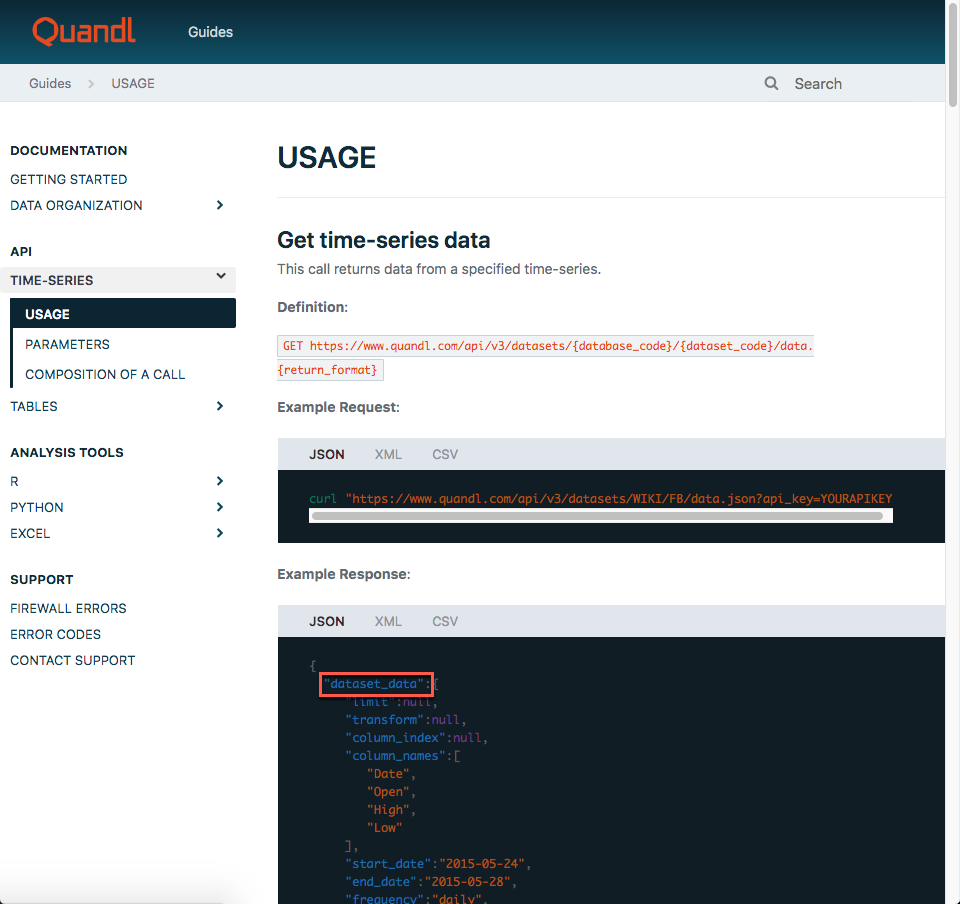 Quandl
Guides
Guides > USAGE
Search
DOCUMENTATION
GETTING STARTED
DATA ORGANIZATION
API
TIME-SERIES
USAGE
PARAMETERS
COMPOSITION OF A CALL
TABLES
ANALYSIS TOOLS
R
PYTHON
EXCEL
SUPPORT
FIREWALL ERRORS
ERROR CODES
CONTACT SUPPORT
USAGE
Get time-series data
This call returns data from a specified time-series.
Definition:
GET https://www.quandl.com/api/v3/datasets/{database_code}/{dataset_code}/data.
{return_format}
Example Request:
JSON XML CSV
curl "https://www.quandl.com/api/v3/datasets/WIKI/FB/data.json?api_key=YOURAPIKEY
Example Response:
JSON XML CSV
{
"dataset_data":{
"limit":null,
"transform":null,
"column_index":null,
"column_names":[
"Date",
"Open",
"High",
"Low"
],
"start_date":"2015-05-24",
"end_date":"2015-05-28",
"frequency":"daily",